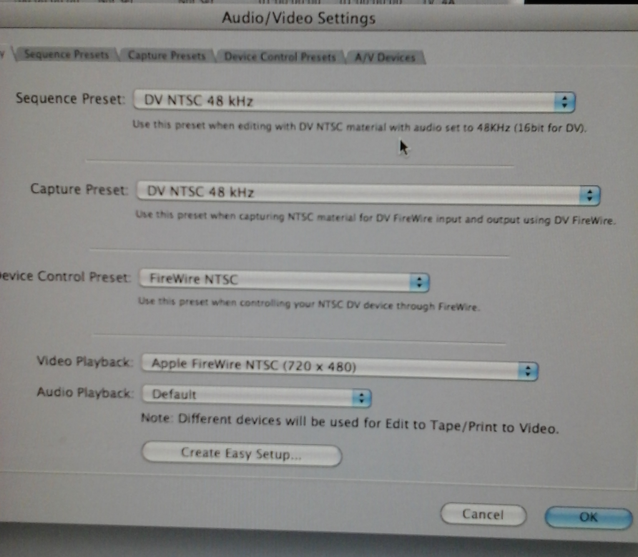 Audio/Video Settings
Sequence Presets Capture Presets Device Control Presets A/V Devices
Sequence Preset: DV NTSC 48 kHz
Use this preset when editing with DV NTSC material with audio set to 48KHz (16bit for DV).
Capture Preset: DV NTSC 48 kHz
Use this preset when capturing NTSC material for DV FireWire input and output using DV FireWire.
evice Control Preset: FireWire NTSC
Use this preset when controlling your NTSC DV device through FireWire.
Video Playback: Apple FireWire NTSC (720 x 480)
Audio Playback: Default
Note: Different devices will be used for Edit to Tape/Print to Video.
Create Easy Setup...
Cancel OK